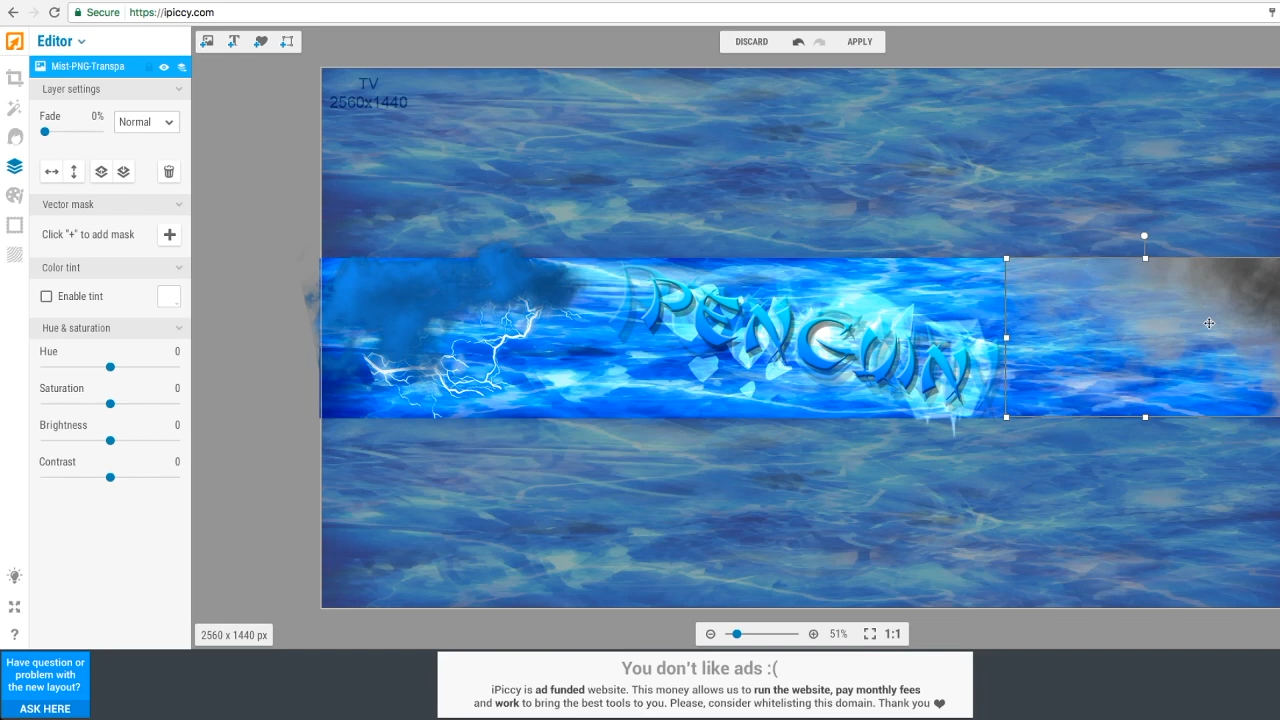 Secure
https://ipiccy.com
Editor
DISCARD
APPLY
Mist-PNG-Transpa
Layer settings
Fade 0%
Normal
Vector mask
Click "+" to add mask
Color tint
Enable tint
Hue & saturation
Hue 0
Saturation 0
Brightness 0
Contrast 0
TV
2560x1440
PENGUIN
2560 x 1440 px
51%
1:1
Have question or
problem with
the new layout?
ASK HERE
You don't like ads :(
iPiccy is ad funded website. This money allows us to run the website, pay monthly fees
and work to bring the best tools to you. Please, consider whitelisting this domain. Thank you